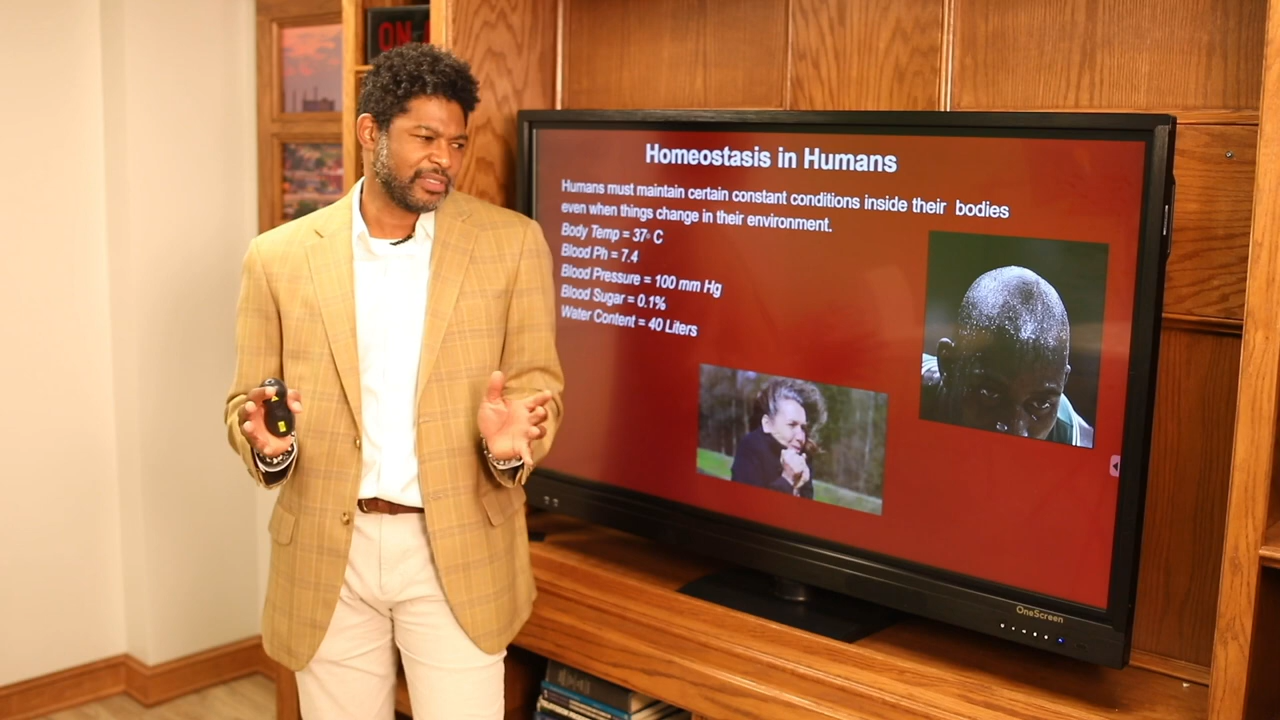 ON A
Homeostasis in Humans
Humans must maintain certain constant conditions inside their bodies
even when things change in their environment.
Body Temp = 37◦ C
Blood Ph = 7.4
Blood Pressure = 100 mm Hg
Blood Sugar = 0.1%
Water Content = 40 Liters
OneScreen